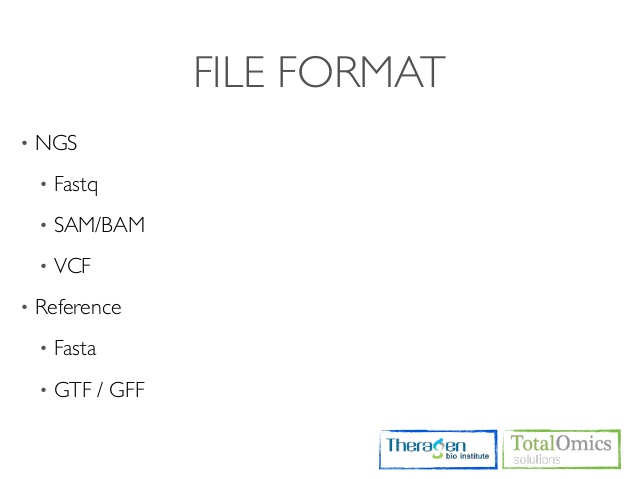 FILE FORMAT
• NGS
• Fastq
• SAM/BAM
• VCF
• Reference
• Fasta
• GTF / GFF
Theragen
bio institute
TotalOmics
solutions